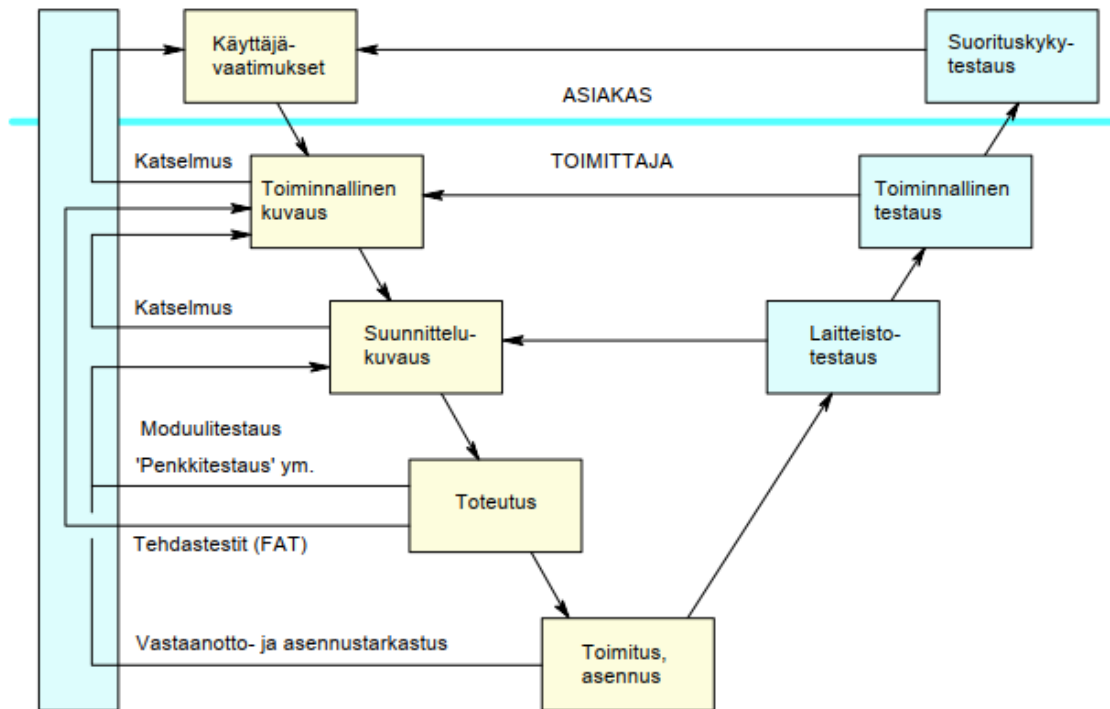 Käyttäjä-
vaatimukset
Suorituskyky-
testaus
ASIAKAS
TOIMITTAJA
Katselmus
Toiminnallinen
kuvaus
Toiminnallinen
testaus
Katselmus
Suunnittelu-
kuvaus
Laitteisto-
testaus
Moduulitestaus
'Penkkitestaus' ym.
Toteutus
Tehdastestit (FAT)
Vastaanotto- ja asennustarkastus
Toimitus,
asennus